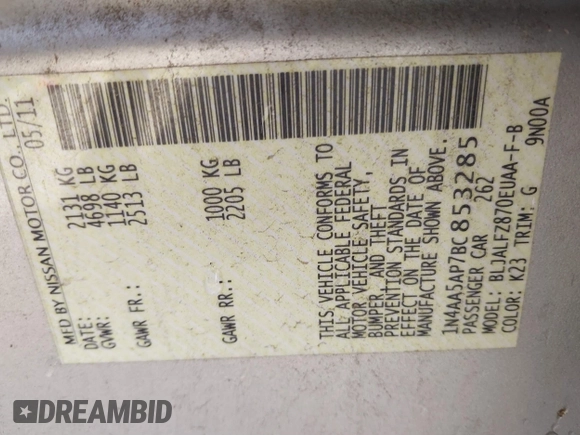 MFD BY NISSAN MOTOR CO., LTD.
DATE: 05/11
GVWR: 2131 KG
4698 LB
GAWR FR.: 1140 KG
2513 LB
GAWR RR.: 1000 KG
2205 LB
THIS VEHICLE CONFORMS TO
ALL APPLICABLE FEDERAL
MOTOR VEHICLE SAFETY,
BUMPER, AND THEFT
PREVENTION STANDARDS IN
EFFECT ON THE DATE OF
MANUFACTURE SHOWN ABOVE.
1N4AA5AP7BC853285
PASSENGER CAR 262
MODEL: BLJALFZ870EUAA-F-B
COLOR: K23 TRIM: G 9N00A
DREAMBID